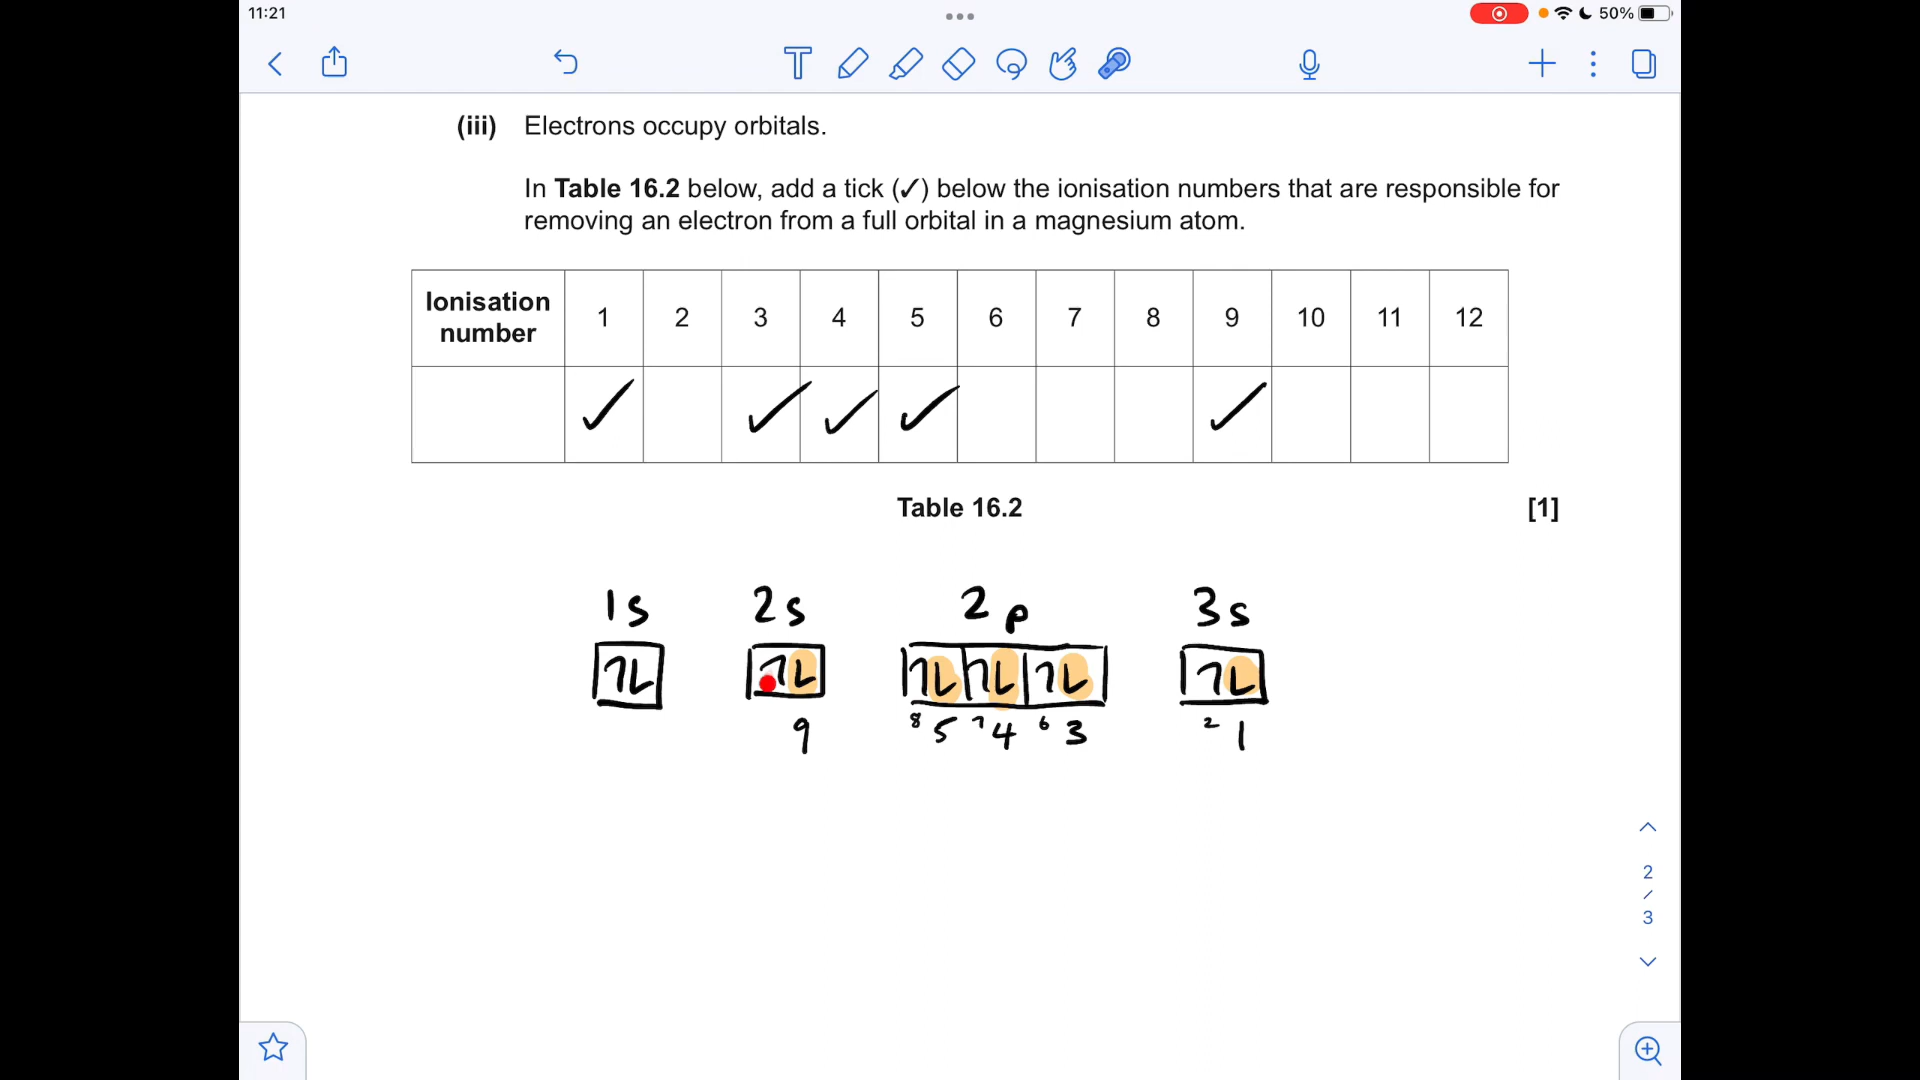 11:21
50%
(iii) Electrons occupy orbitals.
In Table 16.2 below, add a tick (✓) below the ionisation numbers that are responsible for
removing an electron from a full orbital in a magnesium atom.
Ionisation
number
1 2 3 4 5 6 7 8 9 10 11 12
✓ ✓ ✓ ✓ ✓
Table 16.2
[1]
1s 2s 2p 3s
9 8 5 7 4 6 3 2 1
2
/
3